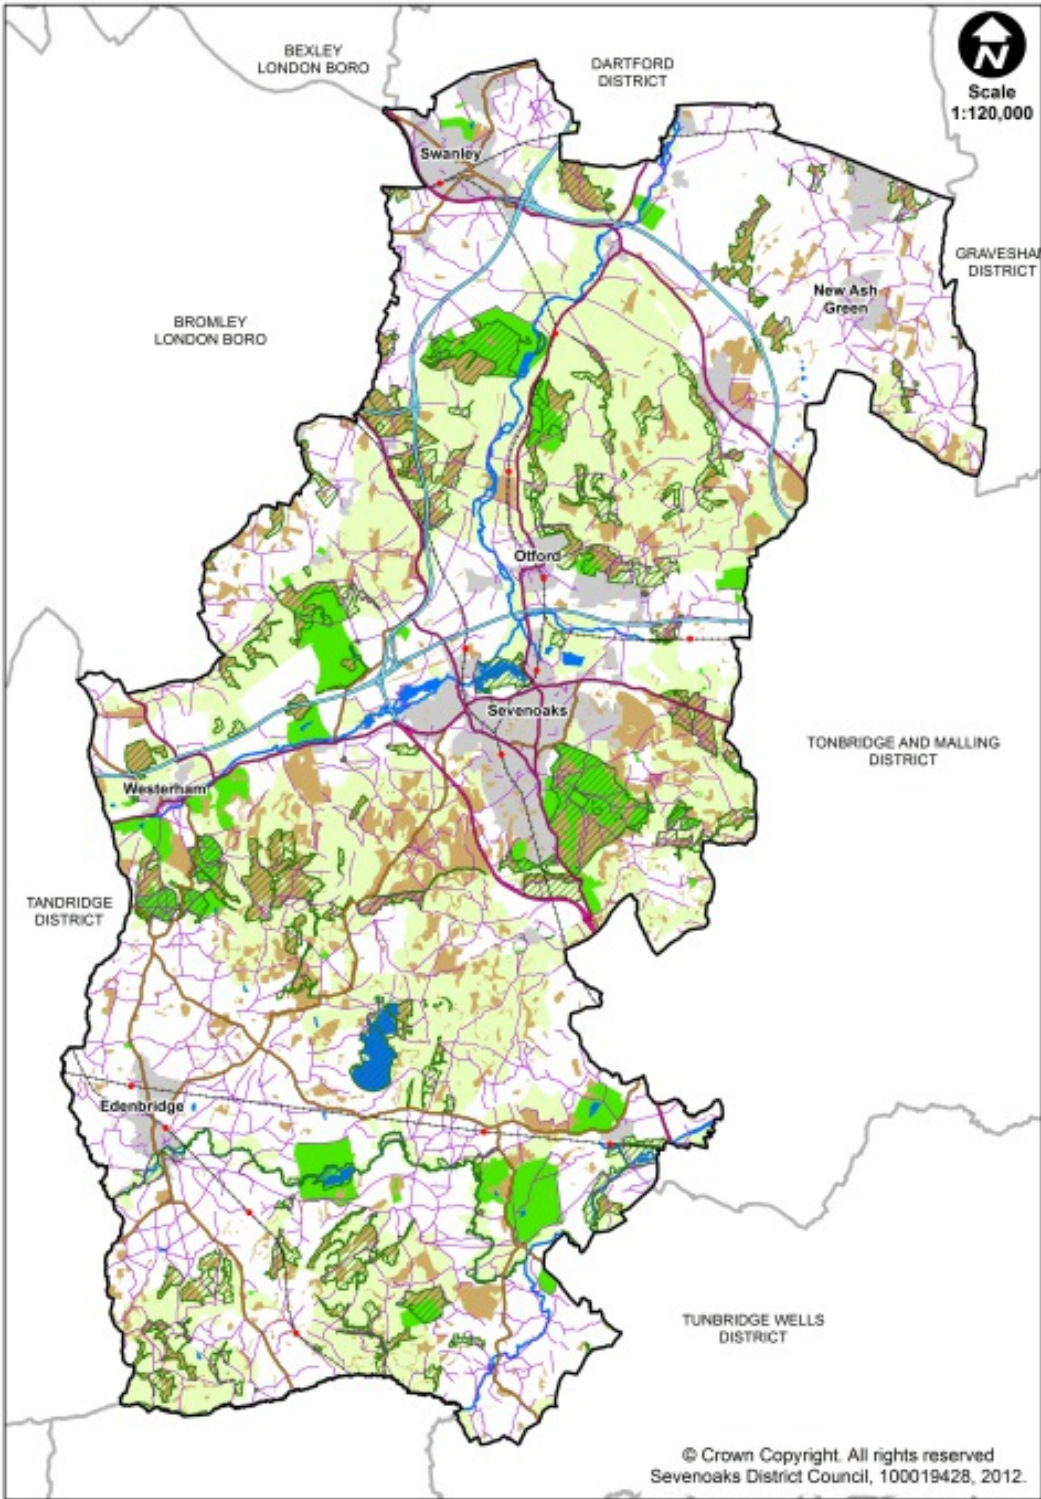 BEXLEY
LONDON BORO
DARTFORD
DISTRICT
N
Scale
1:120,000
Swanley
GRAVESHAM
DISTRICT
New Ash
Green
BROMLEY
LONDON BORO
Otford
Sevenoaks
TONBRIDGE AND MALLING
DISTRICT
Westerham
TANDRIDGE
DISTRICT
Edenbridge
TUNBRIDGE WELLS
DISTRICT
© Crown Copyright. All rights reserved
Sevenoaks District Council, 100019428, 2012.